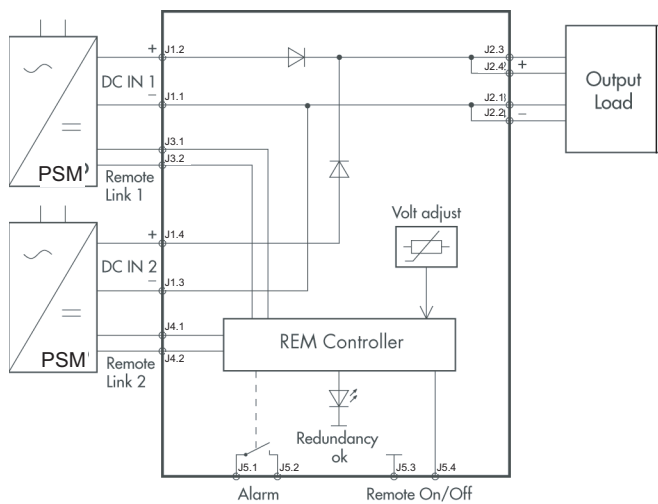 J1.2
+
DC IN 1
−
J1.1
J3.1
J3.2
PSM
Remote
Link 1
J2.3
J2.4
+
J2.1
J2.2
−
Output
Load
Volt adjust
+
J1.4
DC IN 2
−
J1.3
J4.1
J4.2
PSM
Remote
Link 2
REM Controller
Redundancy
ok
J5.1
J5.2
J5.3
J5.4
Alarm
Remote On/Off